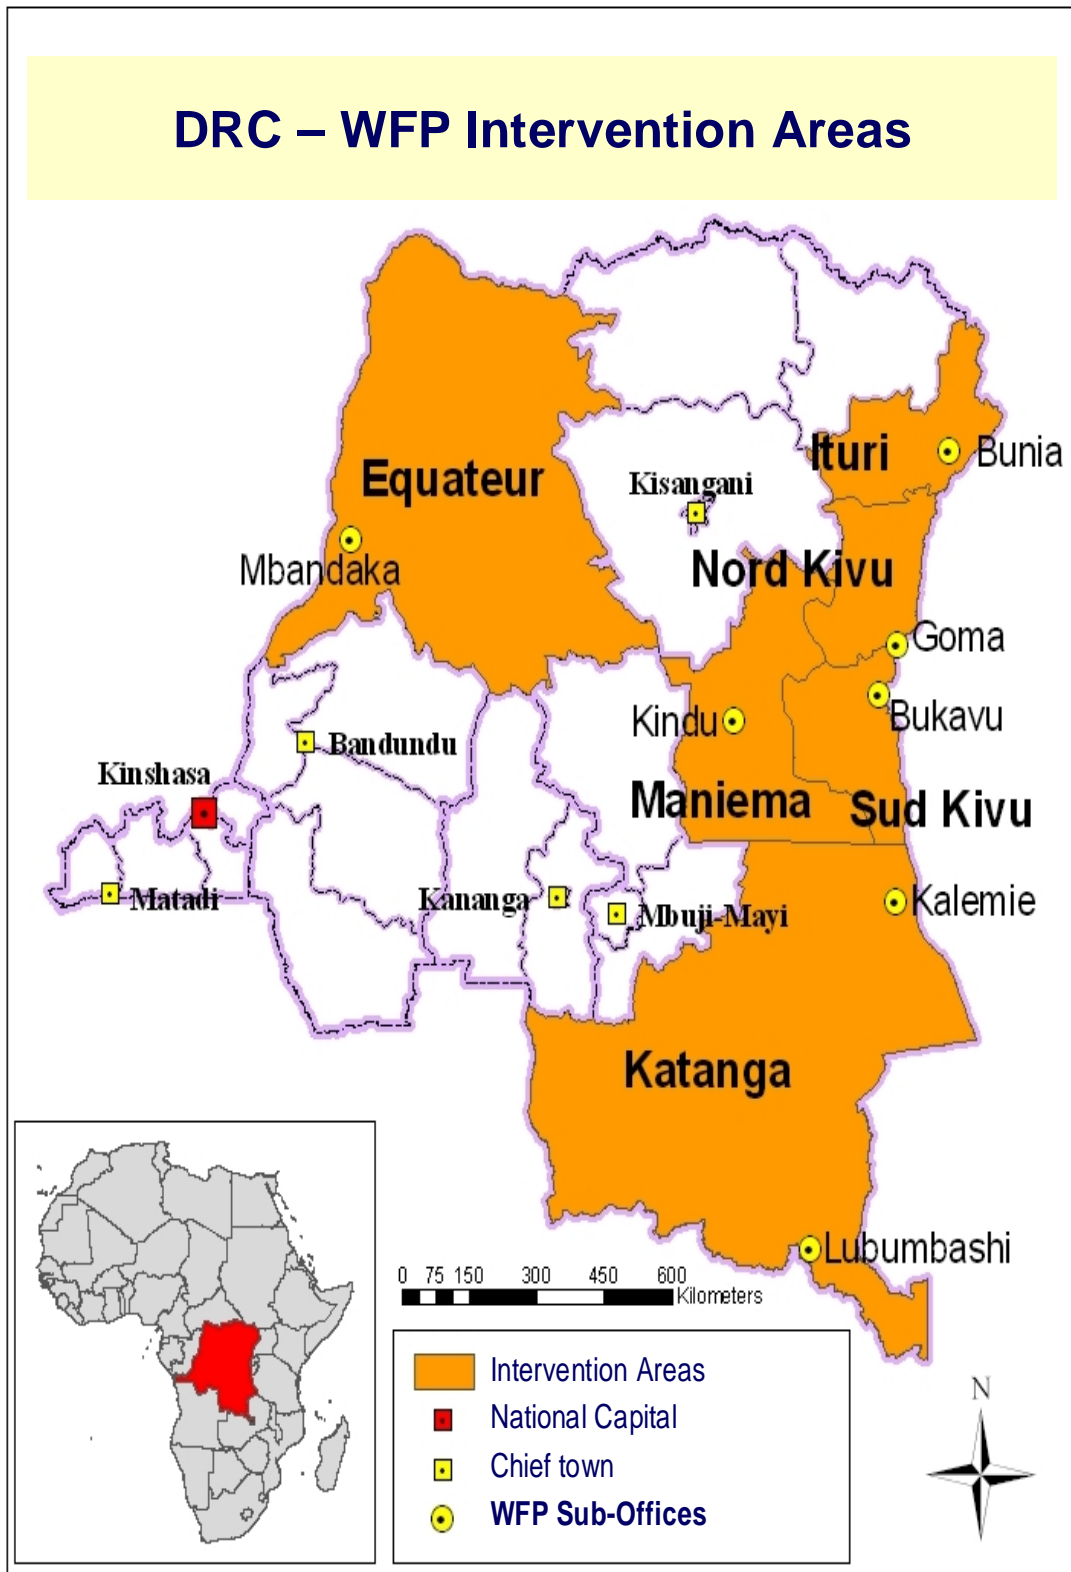 DRC – WFP Intervention Areas
Ituri
Bunia
Equateur
Kisangani
Mbandaka
Nord Kivu
Goma
Kindu
Bukavu
Bandundu
Kinshasa
Maniema
Sud Kivu
Matadi
Kananga
Mbuji-Mayi
Kalemie
Katanga
Lubumbashi
0 75 150 300 450 600
Kilometers
Intervention Areas
National Capital
Chief town
WFP Sub-Offices
N